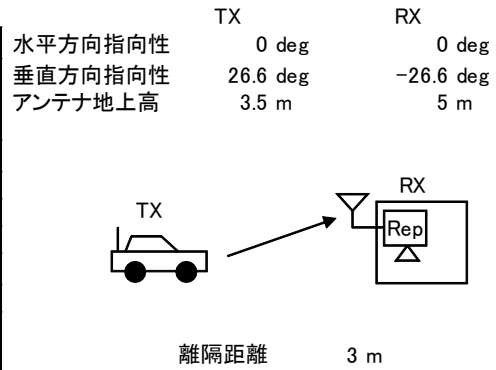 TX RX
水平方向指向性 0 deg 0 deg
垂直方向指向性 26.6 deg -26.6 deg
アンテナ地上高 3.5 m 5 m
RX
TX
Rep
離隔距離 3 m